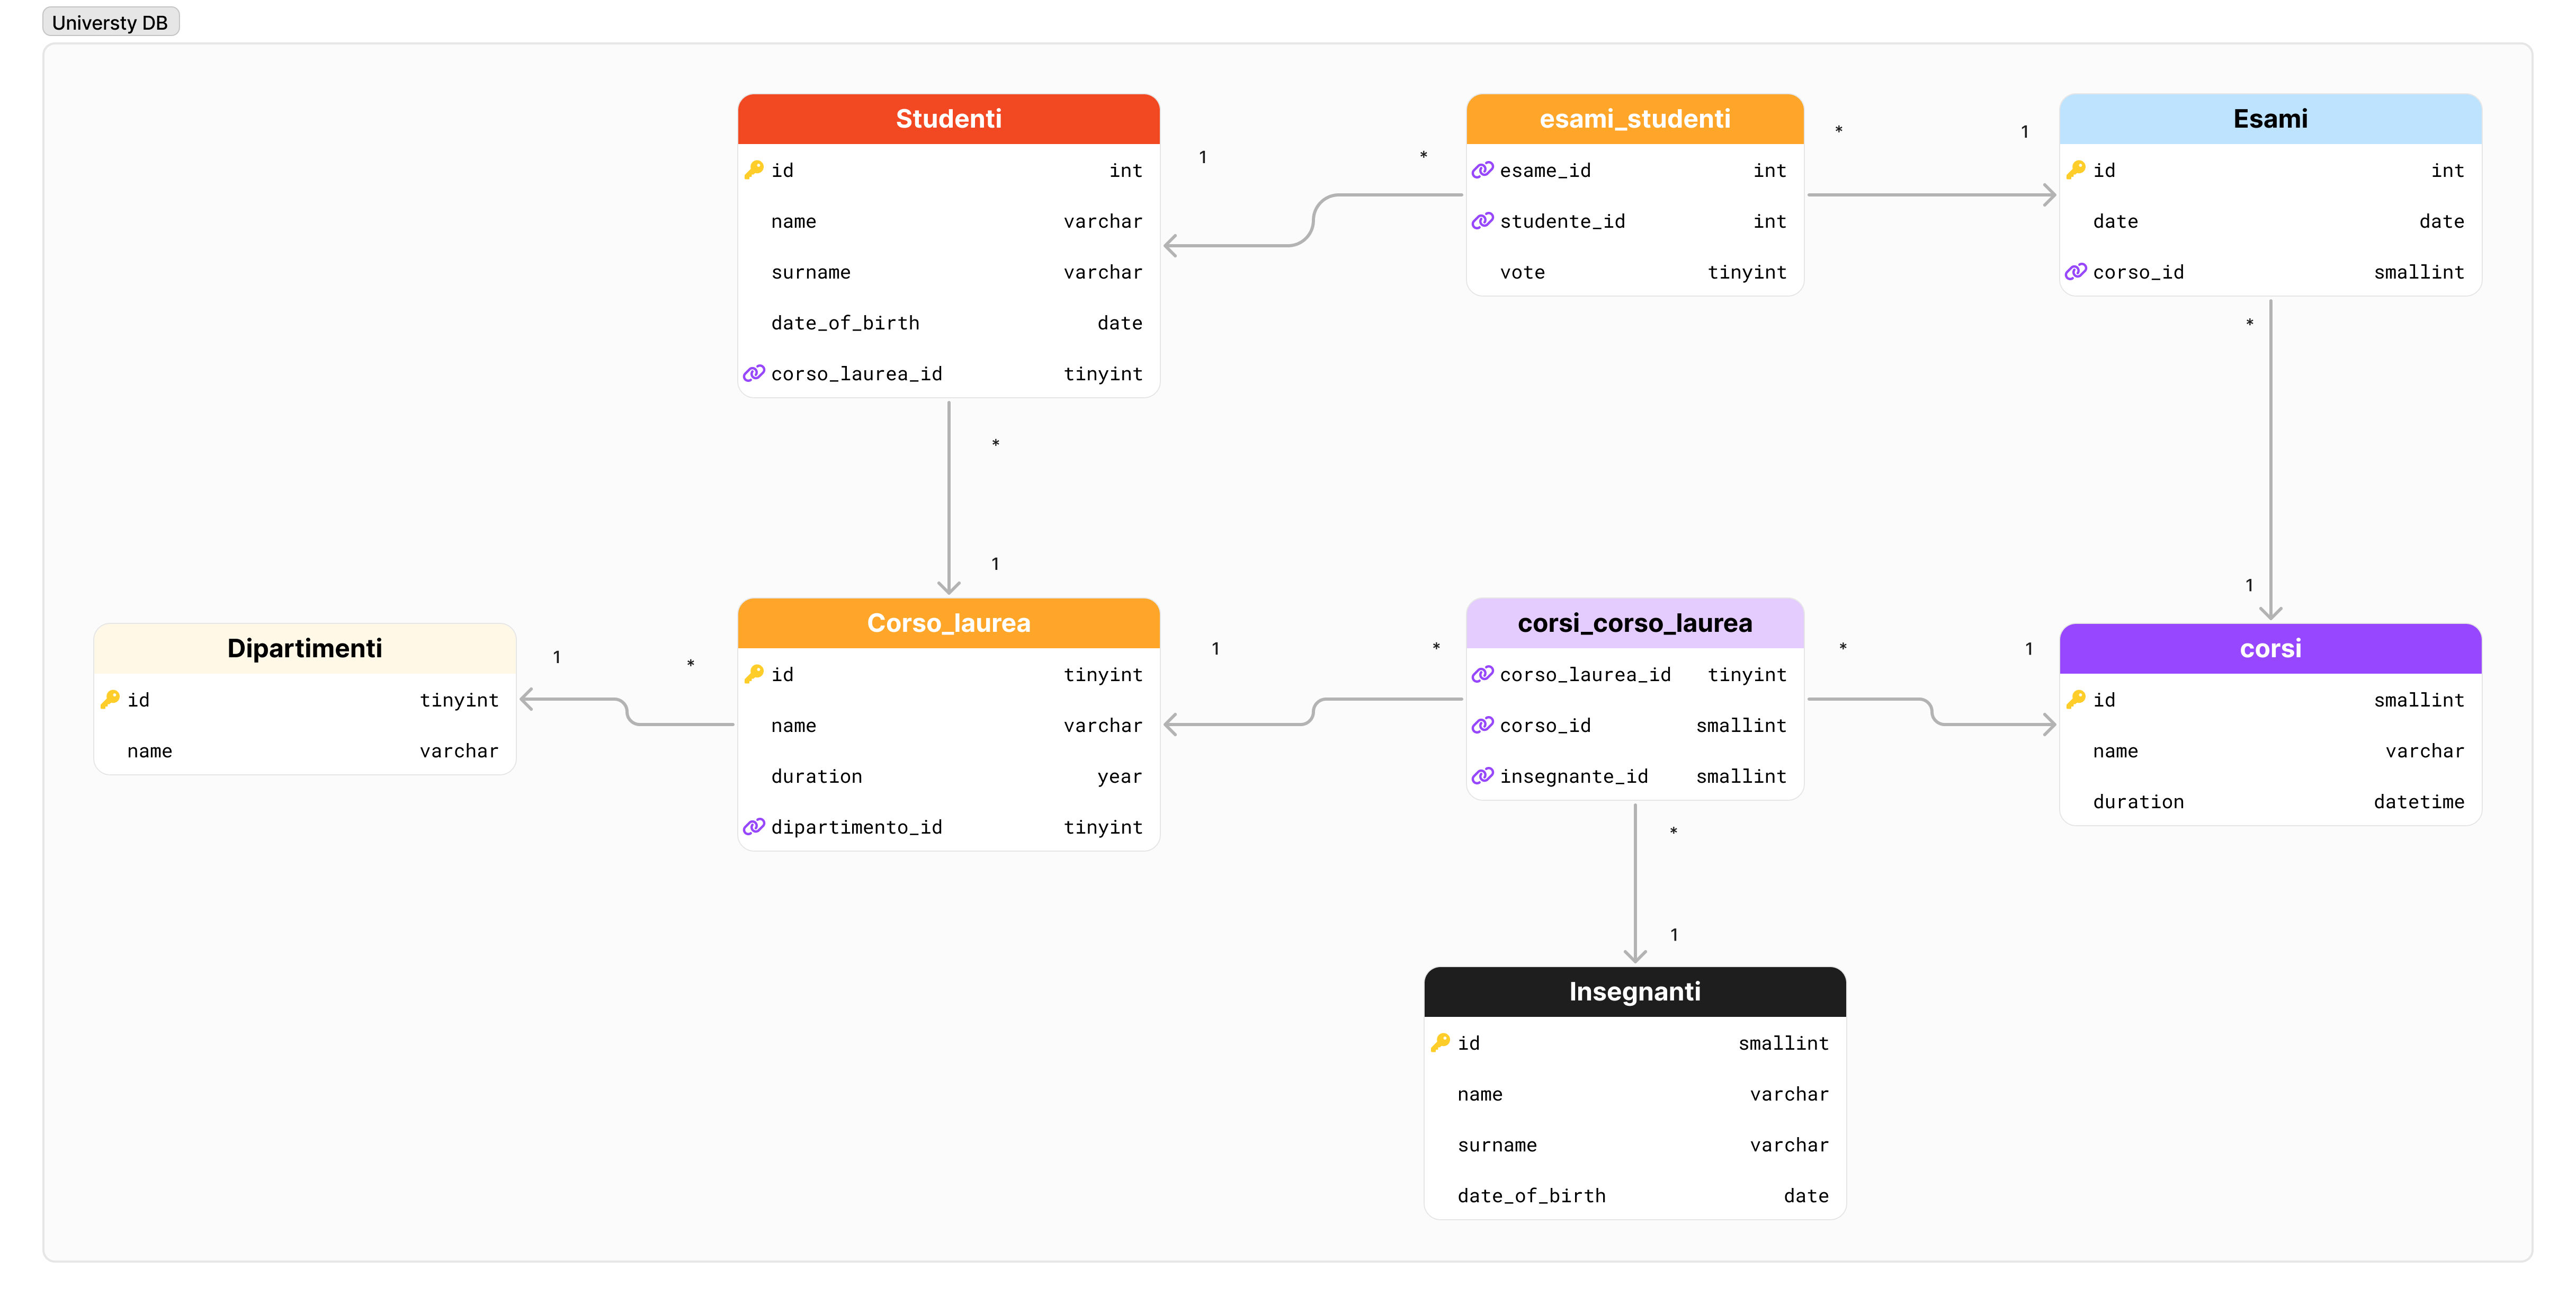 Universty DB
Studenti
id int
name varchar
surname varchar
date_of_birth date
corso_laurea_id tinyint
1
*
esami_studenti
esame_id int
studente_id int
vote tinyint
*
1
Esami
id int
date date
corso_id smallint
*
1
*
1
Dipartimenti
id tinyint
name varchar
1
*
Corso_laurea
id tinyint
name varchar
duration year
dipartimento_id tinyint
1
*
corsi_corso_laurea
corso_laurea_id tinyint
corso_id smallint
insegnante_id smallint
*
1
corsi
id smallint
name varchar
duration datetime
*
1
Insegnanti
id smallint
name varchar
surname varchar
date_of_birth date